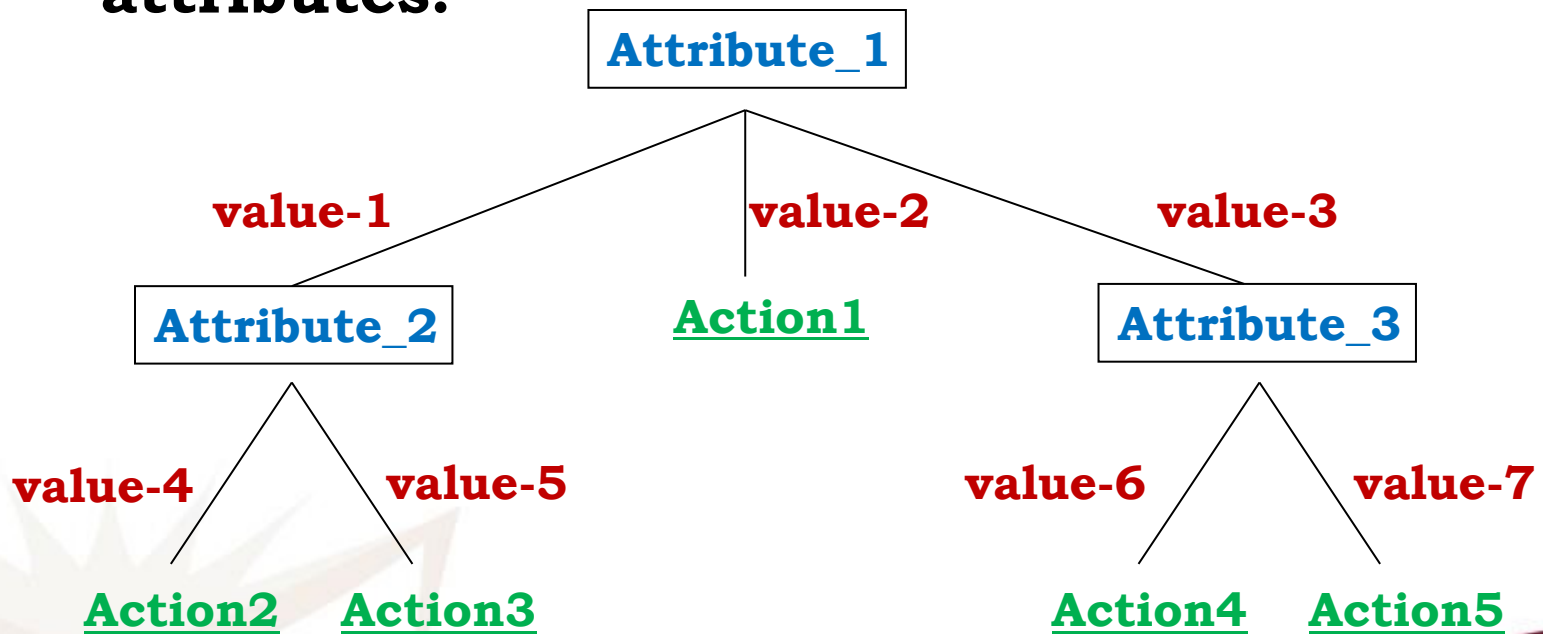 attributes.
Attribute_1
value-1 value-2 value-3
Attribute_2 Action1 Attribute_3
value-4 value-5 value-6 value-7
Action2 Action3 Action4 Action5